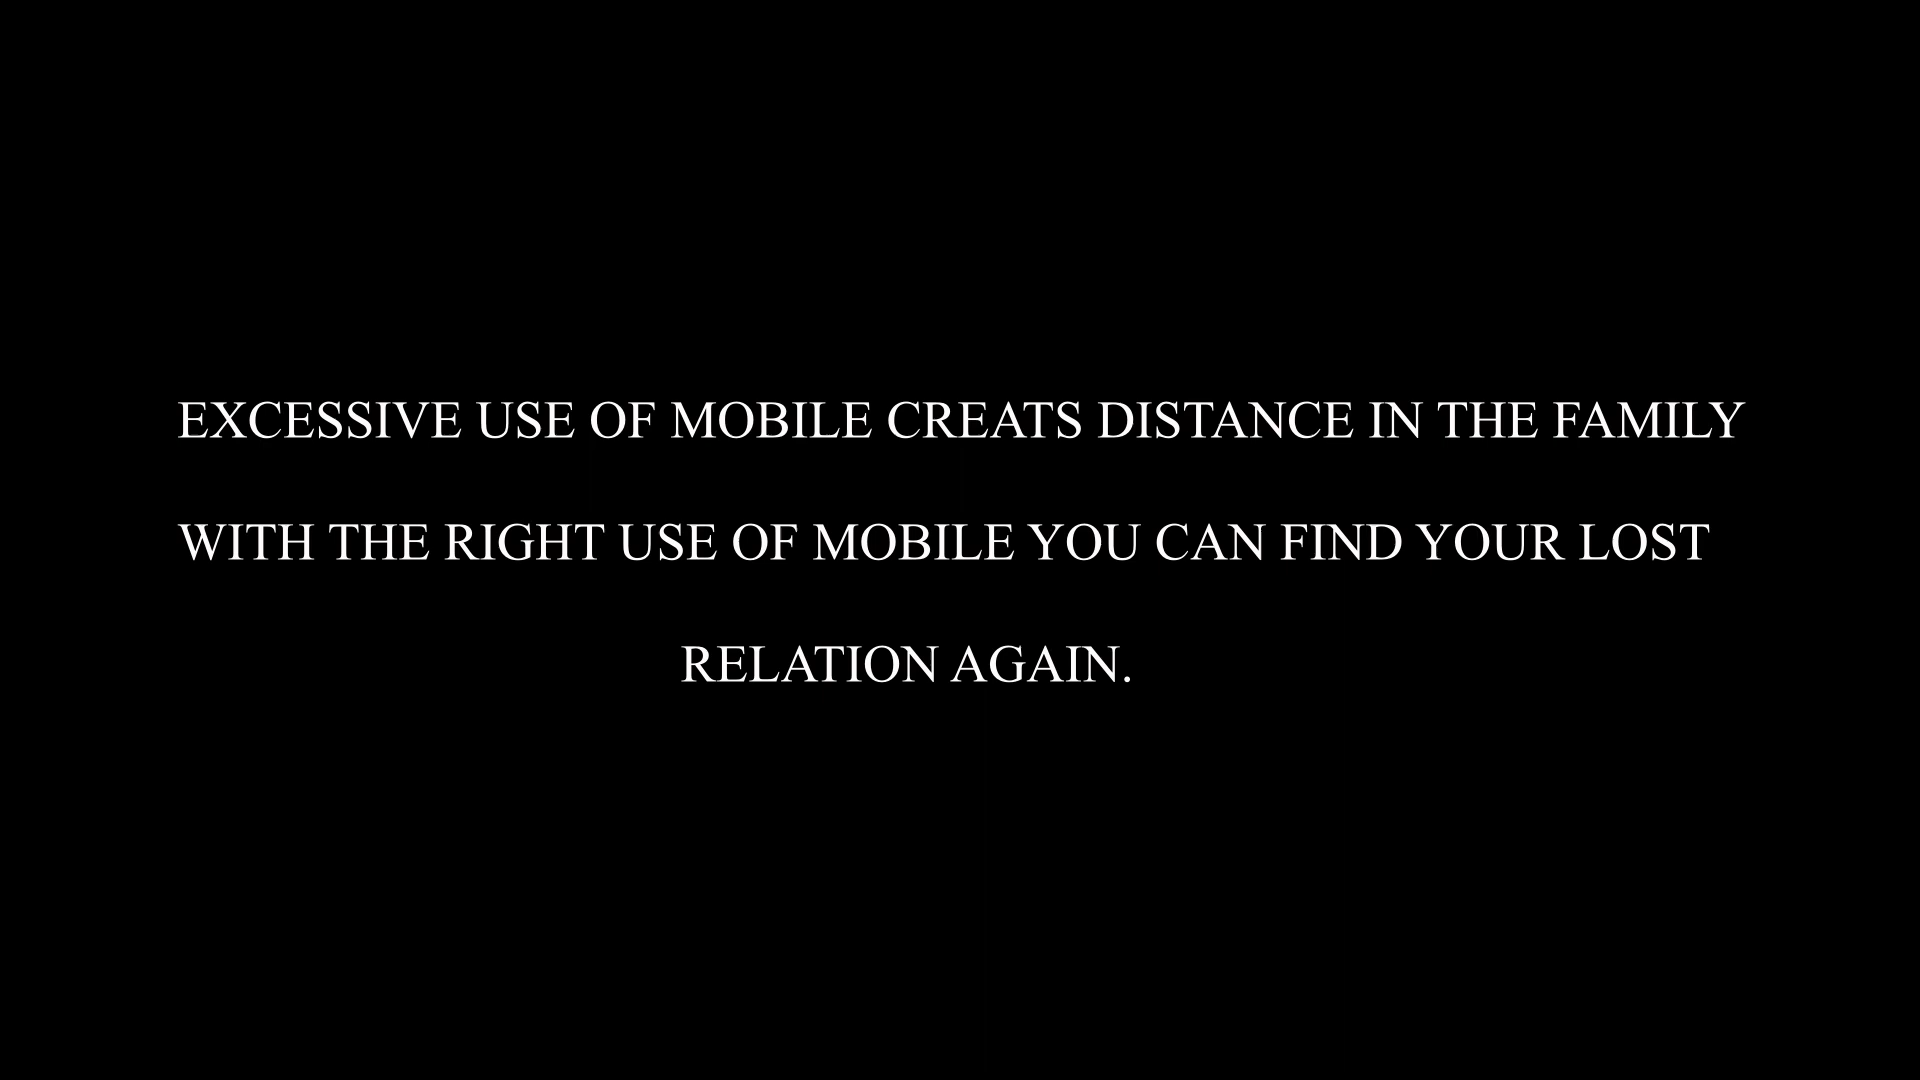 EXCESSIVE USE OF MOBILE CREATS DISTANCE IN THE FAMILY
WITH THE RIGHT USE OF MOBILE YOU CAN FIND YOUR LOST
RELATION AGAIN.